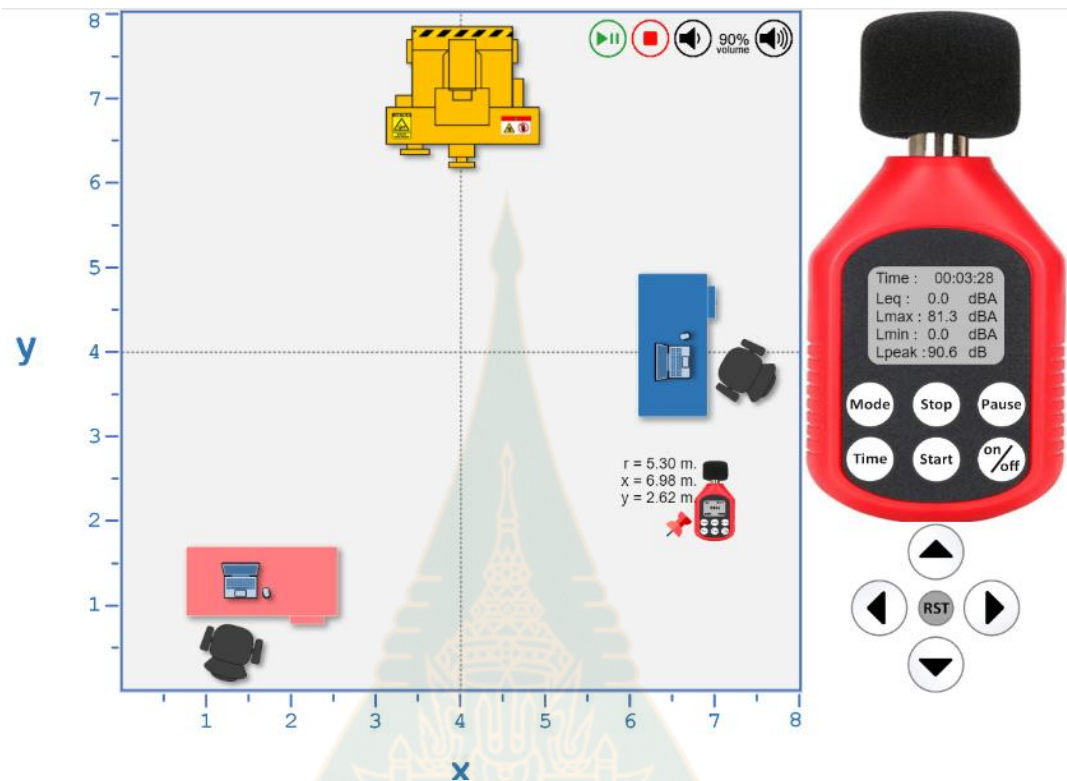 8
7
6
5
4
3
2
1
y
90%
volume
r = 5.30 m.
x = 6.98 m.
y = 2.62 m.
1 2 3 4 5 6 7 8
x
Time : 00:03:28
Leq : 0.0 dBA
Lmax : 81.3 dBA
Lmin : 0.0 dBA
Lpeak :90.6 dB
Mode Stop Pause
Time Start on/off
RST